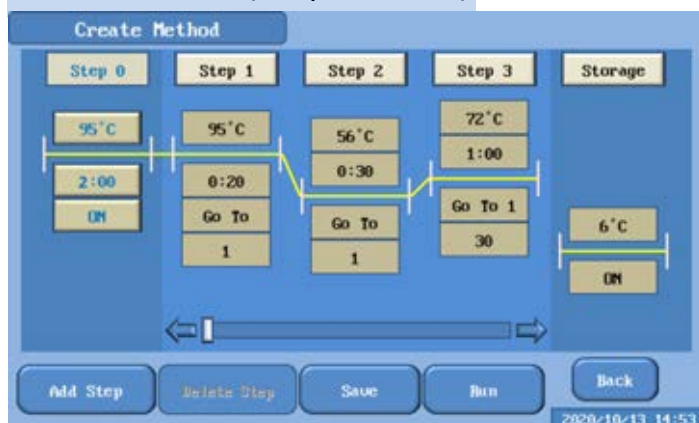 Create Method
Step 0
Step 1
Step 2
Step 3
Storage
95°C
2:00
ON
95°C
0:20
Go To
1
56°C
0:30
Go To
1
72°C
1:00
Go To 1
30
6°C
ON
Add Step
Delete Step
Save
Run
Back
2020/10/13 14:53